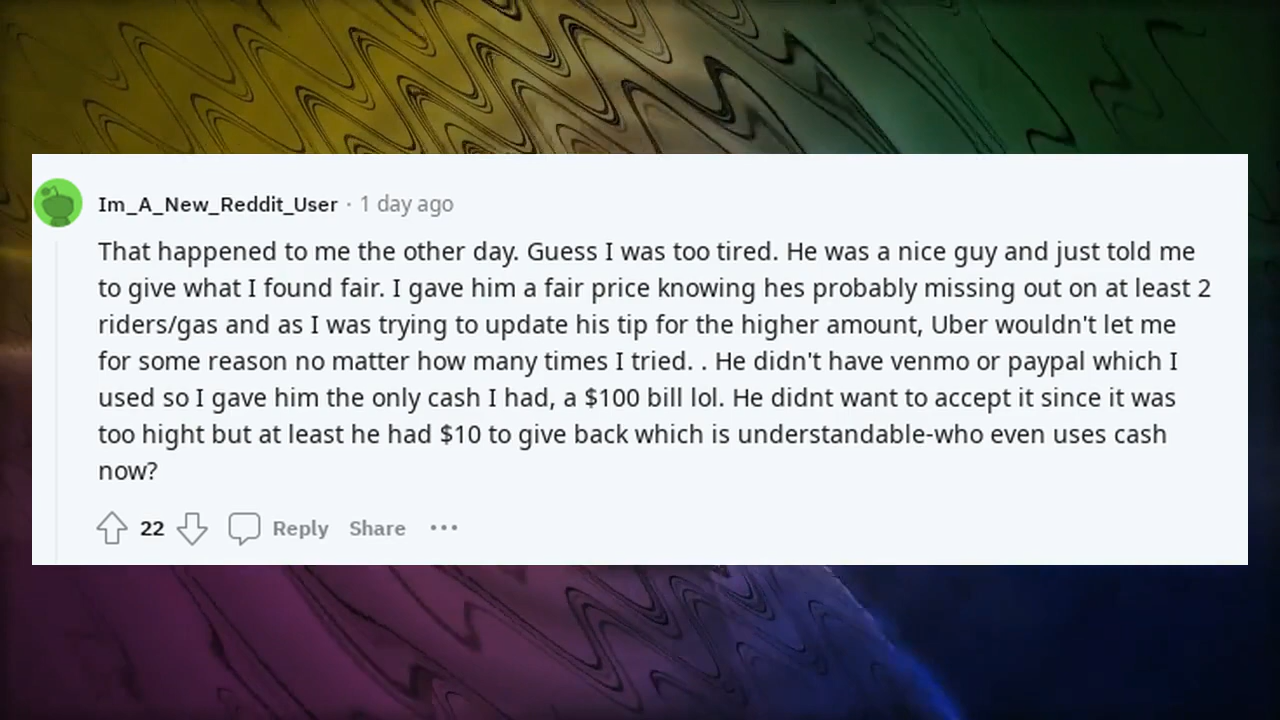 Im_A_New_Reddit_User · 1 day ago
That happened to me the other day. Guess I was too tired. He was a nice guy and just told me
to give what I found fair. I gave him a fair price knowing hes probably missing out on at least 2
riders/gas and as I was trying to update his tip for the higher amount, Uber wouldn't let me
for some reason no matter how many times I tried. . He didn't have venmo or paypal which I
used so I gave him the only cash I had, a $100 bill lol. He didnt want to accept it since it was
too hight but at least he had $10 to give back which is understandable-who even uses cash
now?
22 Reply Share ···